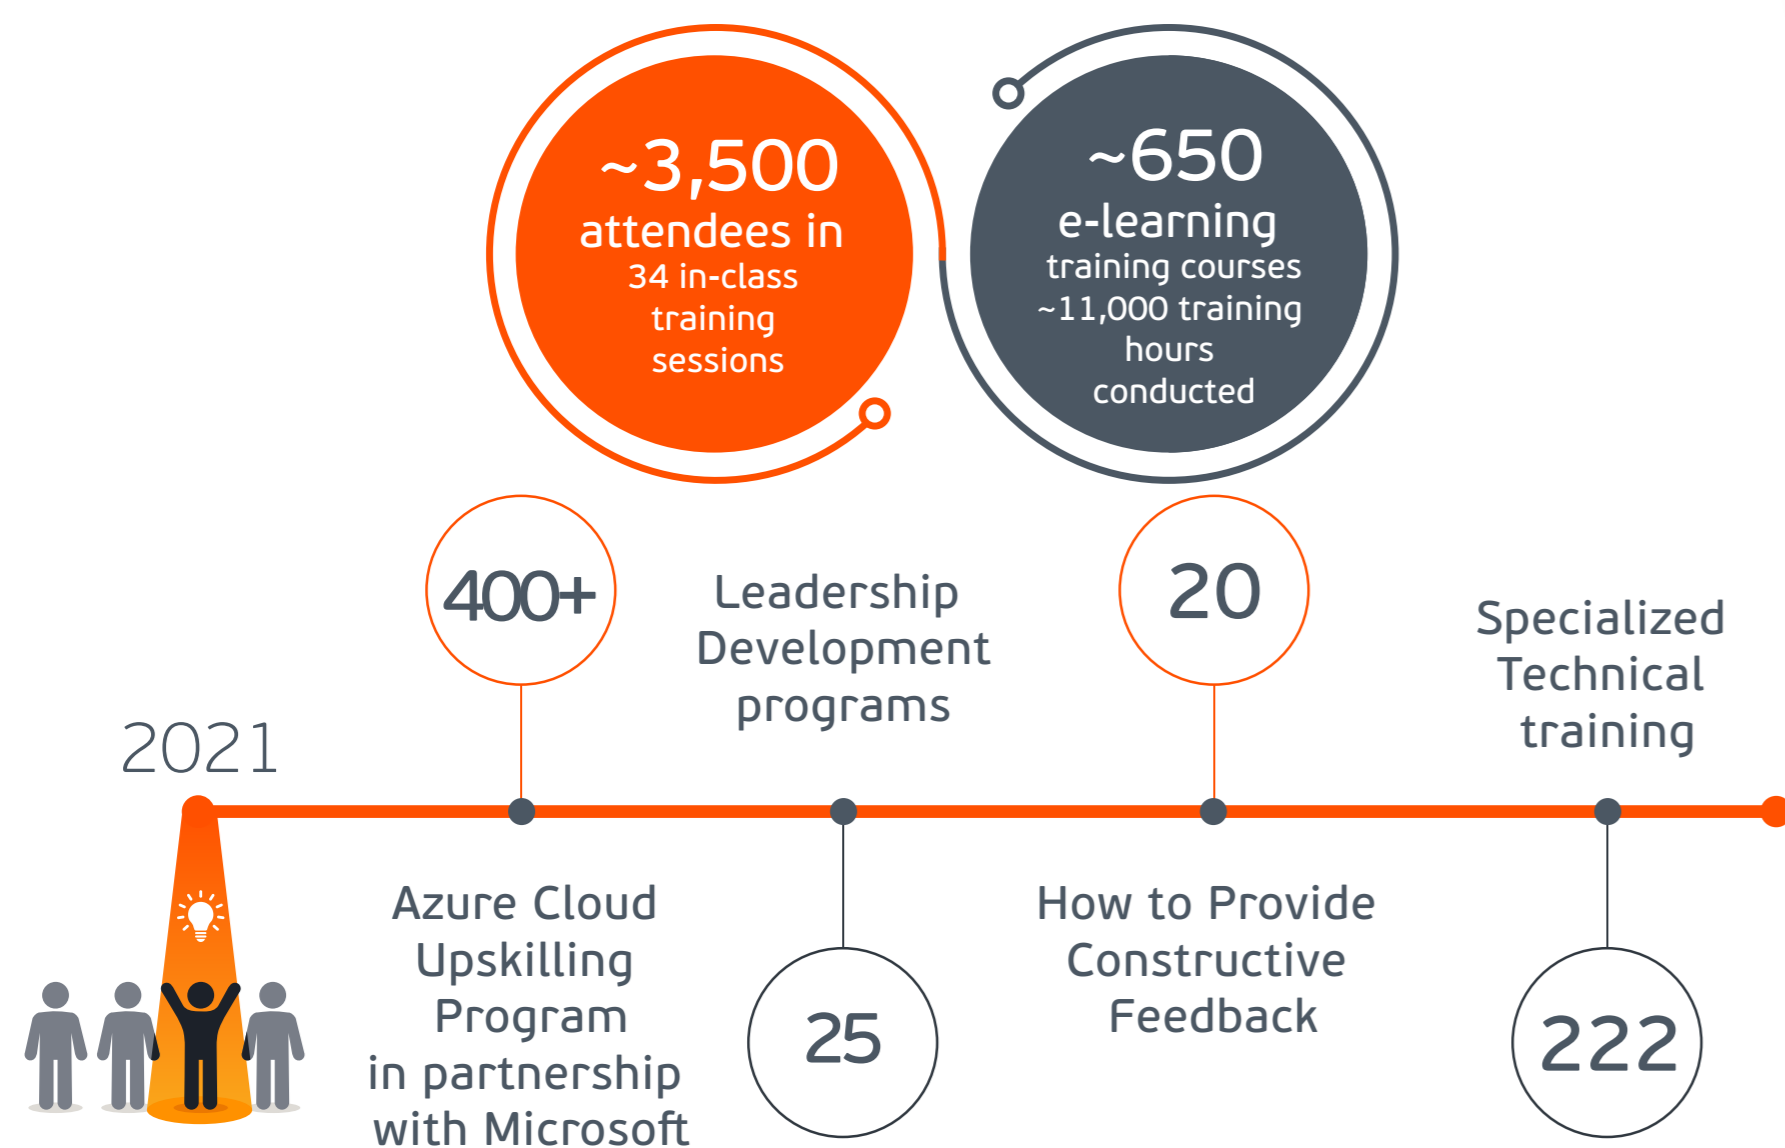 ~3,500
attendees in
34 in-class
training
sessions
~650
e-learning
training courses
~11,000 training
hours
conducted
400+
Leadership
Development
programs
20
Specialized
Technical
training
2021
Azure Cloud
Upskilling
Program
in partnership
with Microsoft
25
How to Provide
Constructive
Feedback
222